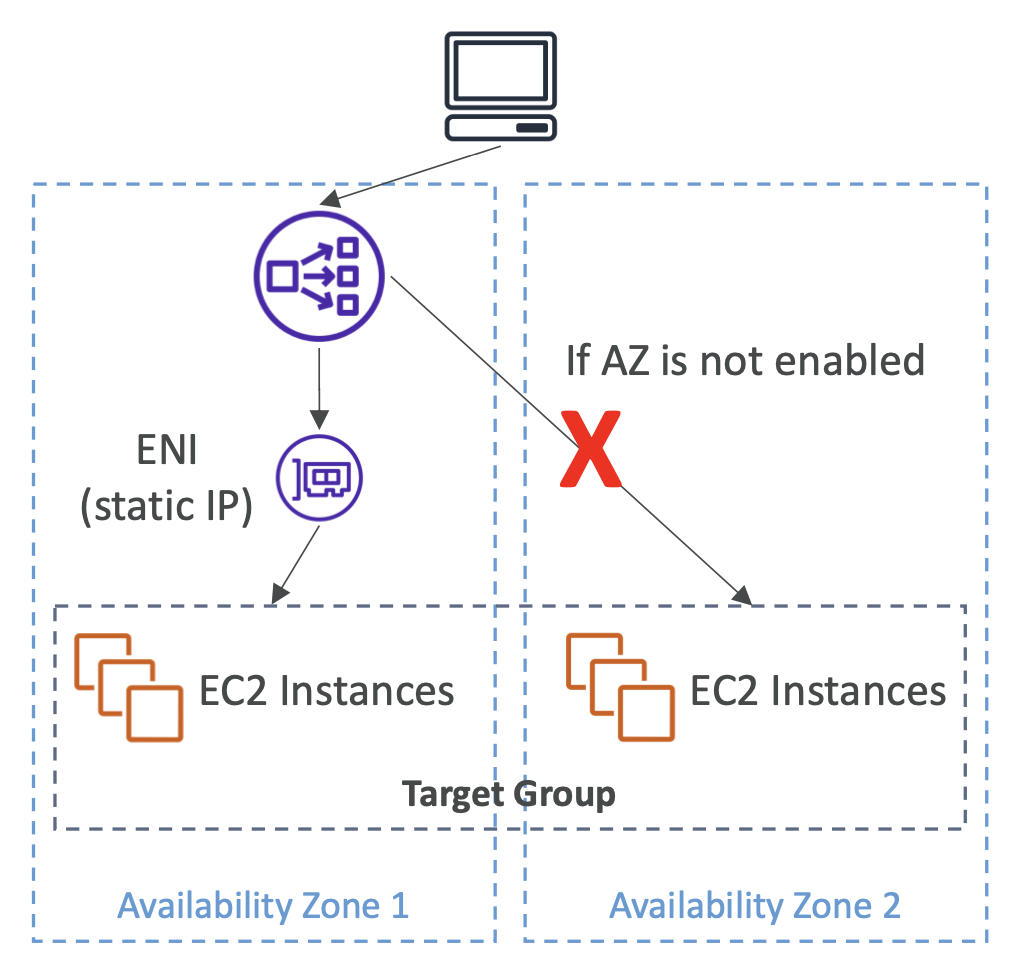 If AZ is not enabled
X
ENI
(static IP)
EC2 Instances
EC2 Instances
Target Group
Availability Zone 1
Availability Zone 2